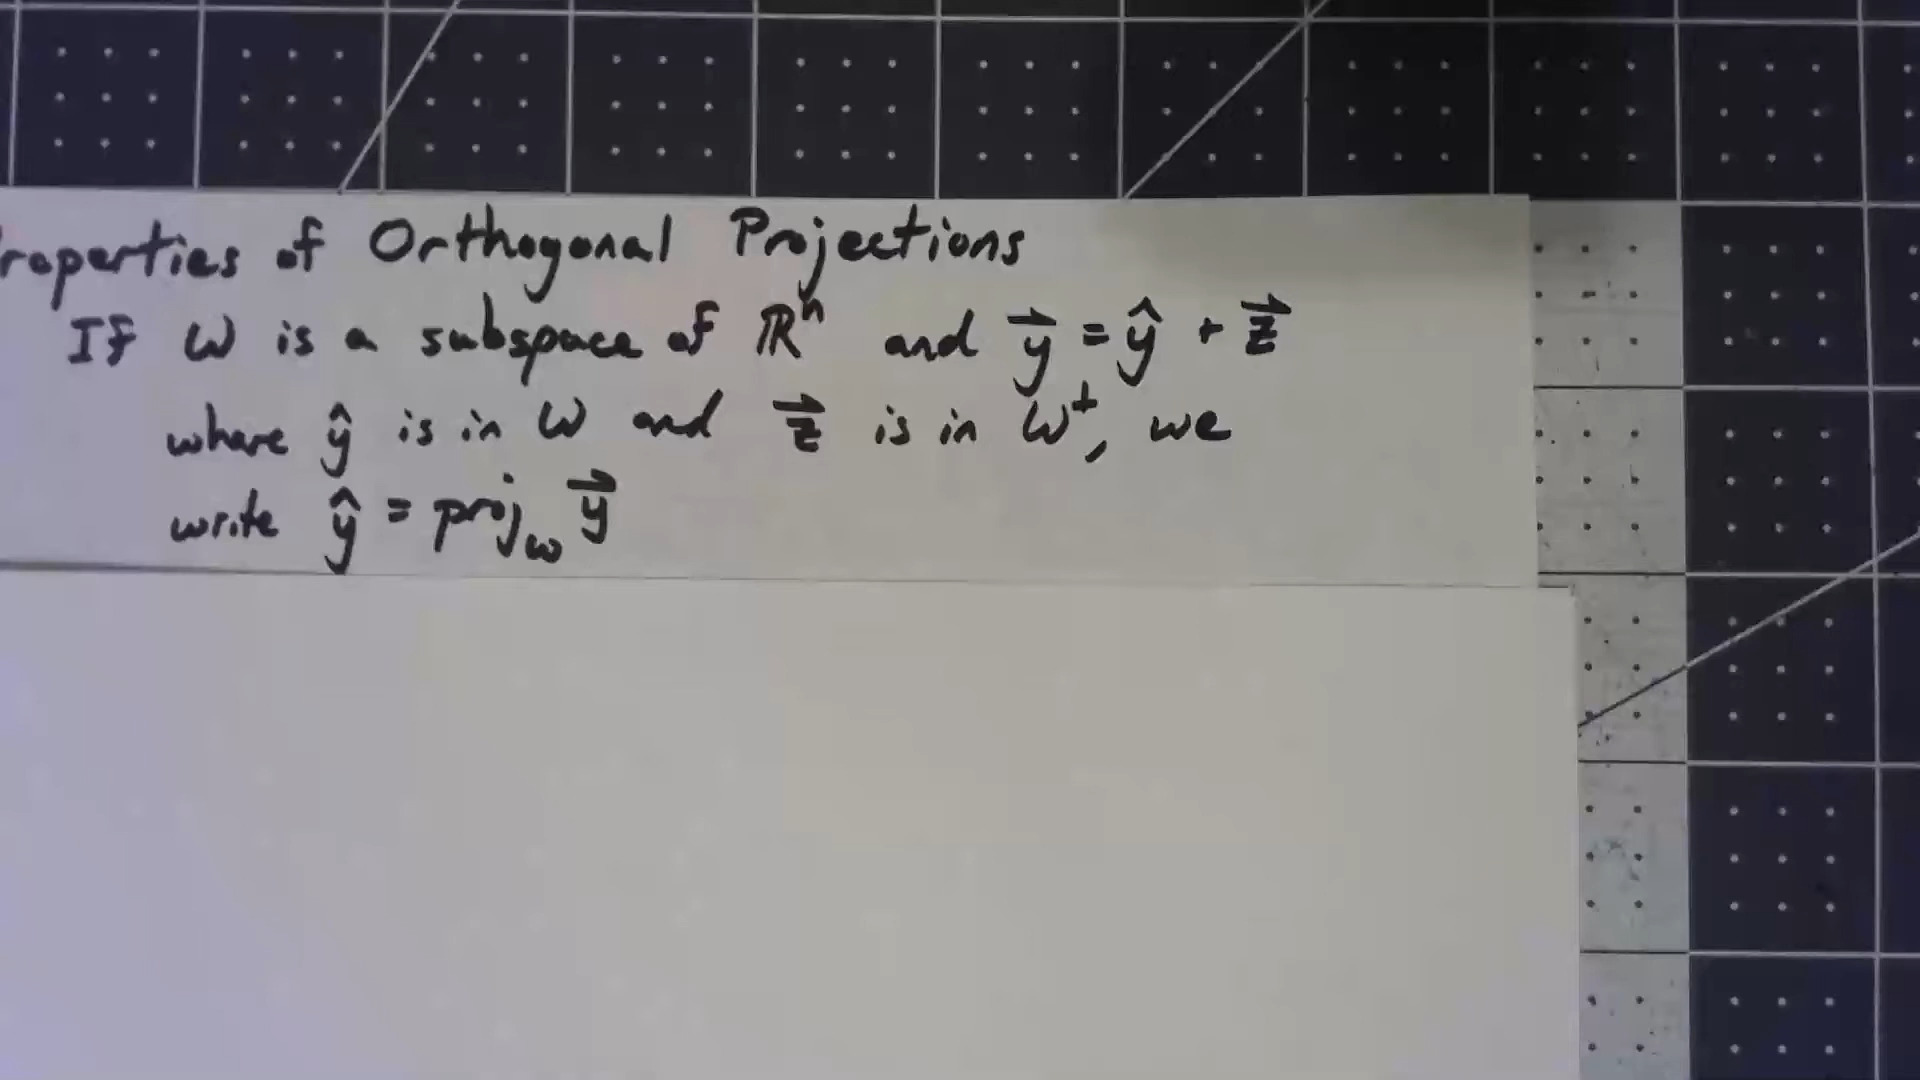 roperties of Orthogonal Projections
If W is a subspace of ℝⁿ and y⃗ = ŷ + z⃗
where ŷ is in W and z⃗ is in W⊥, we
write ŷ = proj_W y⃗